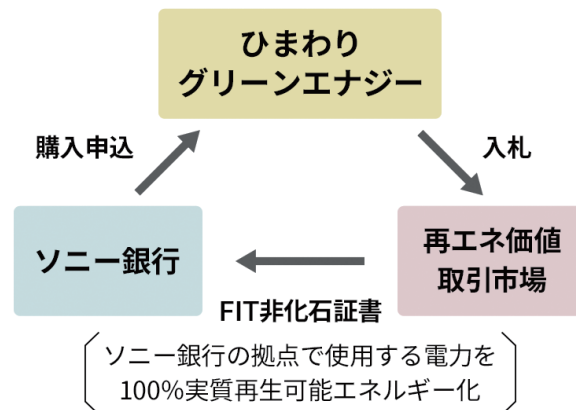 ひまわり
グリーンエナジー
購入申込
入札
ソニー銀行
再エネ価値
取引市場
FIT非化石証書
ソニー銀行の拠点で使用する電力を
100%実質再生可能エネルギー化